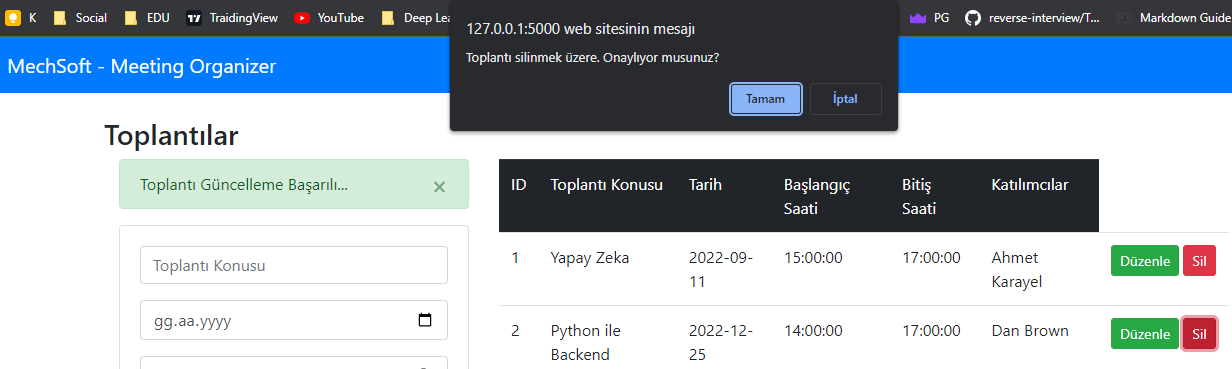 K
Social
EDU
TraidingView
YouTube
Deep Lea
PG
reverse-interview/T...
Markdown Guide
127.0.0.1:5000 web sitesinin mesajı
Toplantı silinmek üzere. Onaylıyor musunuz?
Tamam
İptal
MechSoft - Meeting Organizer
Toplantılar
Toplantı Güncelleme Başarılı...
×
Toplantı Konusu
gg.aa.yyyy
ID
Toplantı Konusu
Tarih
Başlangıç
Saati
Bitiş
Saati
Katılımcılar
1
Yapay Zeka
2022-09-
11
15:00:00
17:00:00
Ahmet
Karayel
Düzenle
Sil
2
Python ile
Backend
2022-12-
25
14:00:00
17:00:00
Dan Brown
Düzenle
Sil